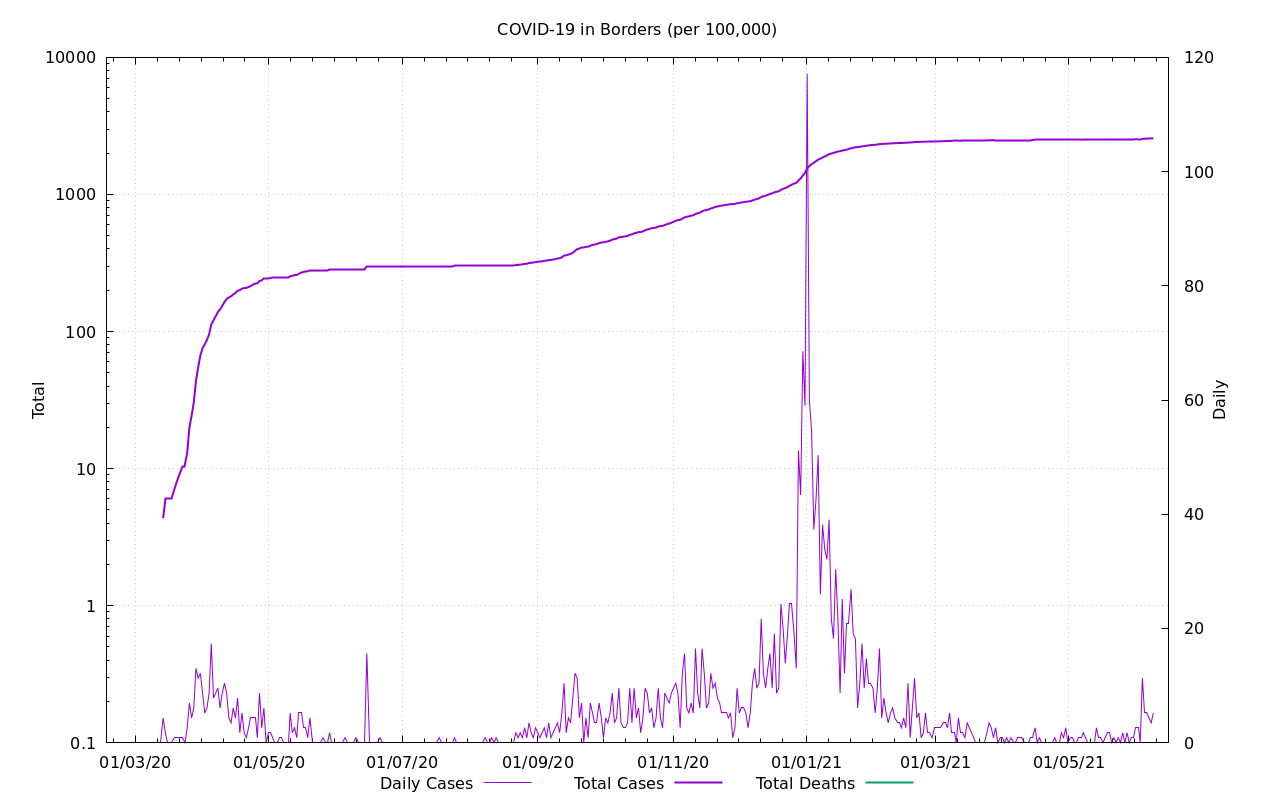 COVID-19 in Borders (per 100,000)
10000
1000
100
10
1
0.1
Total
120
100
80
60
40
20
0
Daily
01/03/20 01/05/20 01/07/20 01/09/20 01/11/20 01/01/21 01/03/21 01/05/21
Daily Cases Total Cases Total Deaths